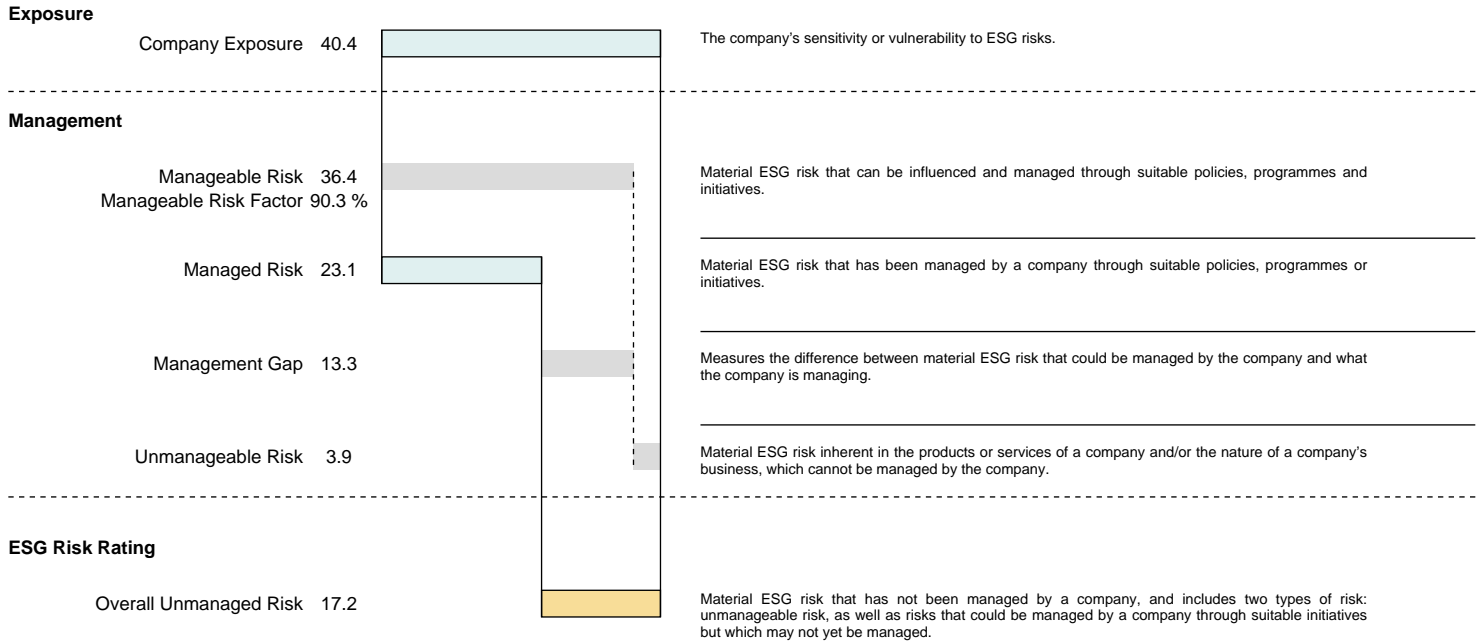 Exposure
Company Exposure 40.4
The company's sensitivity or vulnerability to ESG risks.
Management
Manageable Risk 36.4
Manageable Risk Factor 90.3 %
Material ESG risk that can be influenced and managed through suitable policies, programmes and
initiatives.
Managed Risk 23.1
Material ESG risk that has been managed by a company through suitable policies, programmes or
initiatives.
Management Gap 13.3
Measures the difference between material ESG risk that could be managed by the company and what
the company is managing.
Unmanageable Risk 3.9
Material ESG risk inherent in the products or services of a company and/or the nature of a company's
business, which cannot be managed by the company.
ESG Risk Rating
Overall Unmanaged Risk 17.2
Material ESG risk that has not been managed by a company, and includes two types of risk:
unmanageable risk, as well as risks that could be managed by a company through suitable initiatives
but which may not yet be managed.